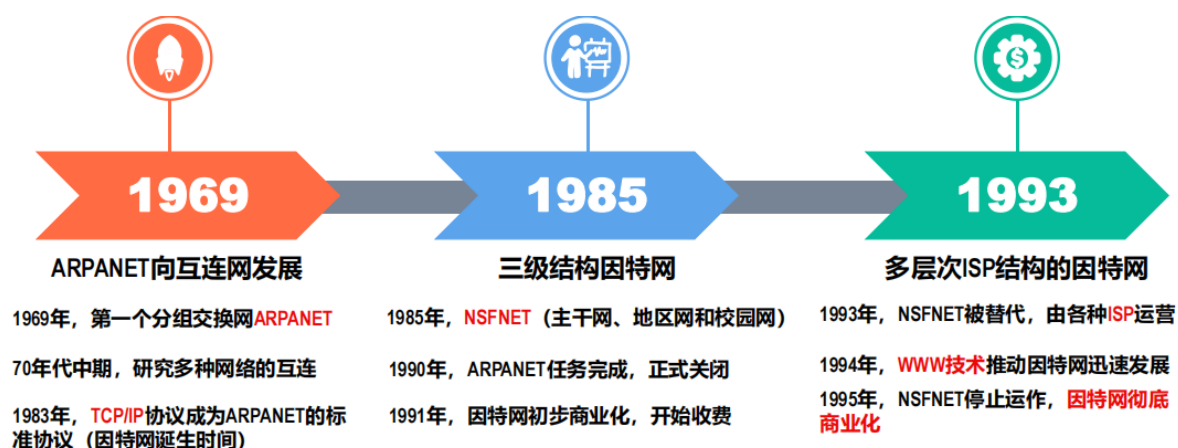 1969
1985
1993
ARPANET向互连网发展
1969年，第一个分组交换网ARPANET
70年代中期，研究多种网络的互连
1983年，TCP/IP协议成为ARPANET的标
准协议（因特网诞生时间）
三级结构因特网
1985年，NSFNET（主干网、地区网和校园网）
1990年，ARPANET任务完成，正式关闭
1991年，因特网初步商业化，开始收费
多层次ISP结构的因特网
1993年，NSFNET被替代，由各种ISP运营
1994年，WWW技术推动因特网迅速发展
1995年，NSFNET停止运作，因特网彻底
商业化